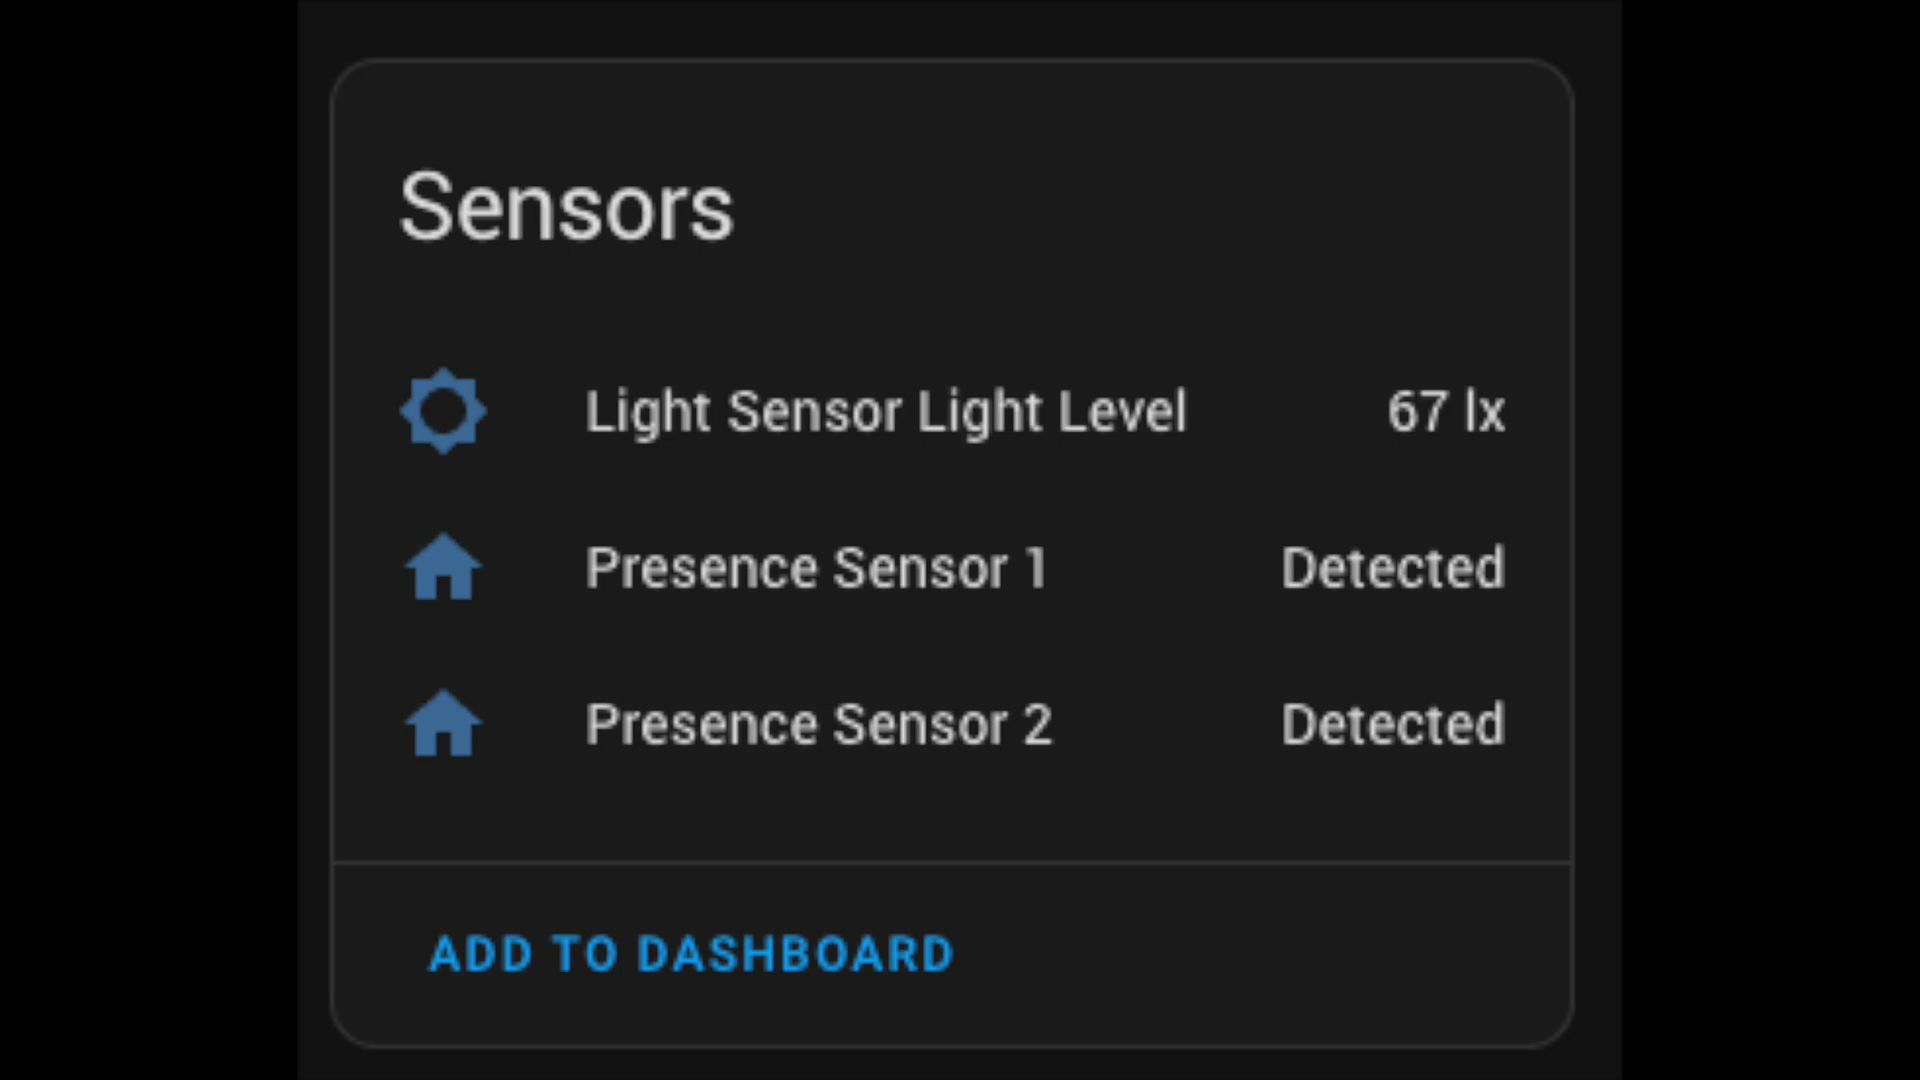 Sensors
Light Sensor Light Level 67 lx
Presence Sensor 1 Detected
Presence Sensor 2 Detected
ADD TO DASHBOARD